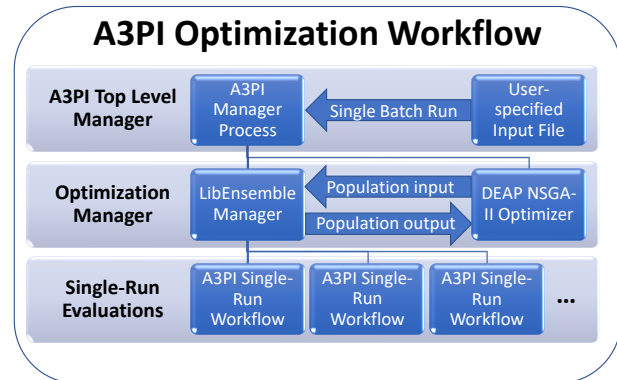 A3PI Optimization Workflow
A3PI Top Level
Manager
A3PI
Manager
Process
Single Batch Run
User-
specified
Input File
Optimization
Manager
LibEnsemble
Manager
Population input
Population output
DEAP NSGA-
II Optimizer
Single-Run
Evaluations
A3PI Single-
Run
Workflow
A3PI Single-
Run
Workflow
A3PI Single-
Run
Workflow
...